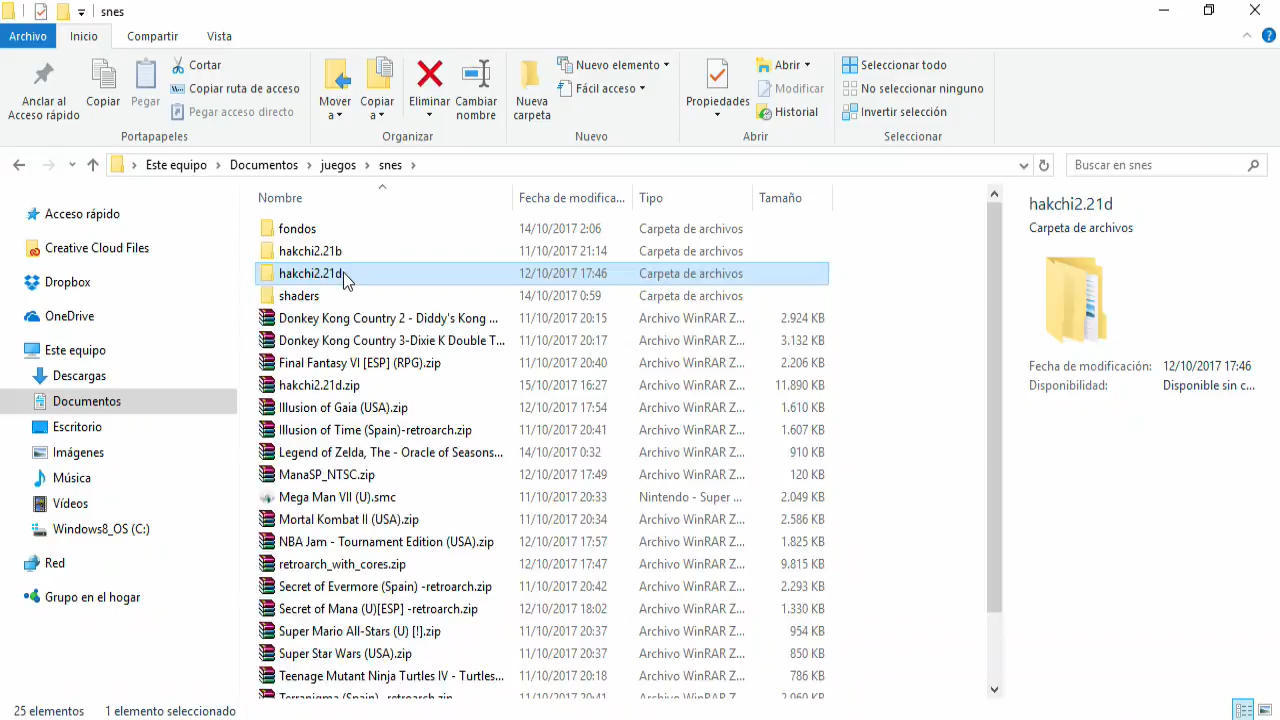 snes
Archivo Inicio Compartir Vista
Anclar al Acceso rápido
Copiar
Pegar
Cortar
Copiar ruta de acceso
Pegar acceso directo
Portapapeles
Mover a
Copiar a
Eliminar
Cambiar nombre
Organizar
Nueva carpeta
Nuevo elemento
Fácil acceso
Nuevo
Propiedades
Abrir
Modificar
Historial
Abrir
Seleccionar todo
No seleccionar ninguno
Invertir selección
Seleccionar
Este equipo Documentos juegos snes
Buscar en snes
Acceso rápido
Creative Cloud Files
Dropbox
OneDrive
Este equipo
Descargas
Documentos
Escritorio
Imágenes
Música
Vídeos
Windows8_OS (C:)
Red
Grupo en el hogar
Nombre Fecha de modifica... Tipo Tamaño
fondos 14/10/2017 2:06 Carpeta de archivos
hakchi2.21b 11/10/2017 21:14 Carpeta de archivos
hakchi2.21d 12/10/2017 17:46 Carpeta de archivos
shaders 14/10/2017 0:59 Carpeta de archivos
Donkey Kong Country 2 - Diddy's Kong ... 11/10/2017 20:15 Archivo WinRAR Z... 2.924 KB
Donkey Kong Country 3-Dixie K Double T... 11/10/2017 20:17 Archivo WinRAR Z... 3.132 KB
Final Fantasy VI [ESP] (RPG).zip 11/10/2017 20:40 Archivo WinRAR Z... 2.206 KB
hakchi2.21d.zip 15/10/2017 16:27 Archivo WinRAR Z... 11.890 KB
Illusion of Gaia (USA).zip 12/10/2017 17:54 Archivo WinRAR Z... 1.610 KB
Illusion of Time (Spain)-retroarch.zip 11/10/2017 20:41 Archivo WinRAR Z... 1.607 KB
Legend of Zelda, The - Oracle of Seasons... 14/10/2017 0:32 Archivo WinRAR Z... 910 KB
ManaSP_NTSC.zip 12/10/2017 17:49 Archivo WinRAR Z... 120 KB
Mega Man VII (U).smc 11/10/2017 20:33 Nintendo - Super ... 2.049 KB
Mortal Kombat II (USA).zip 11/10/2017 20:34 Archivo WinRAR Z... 2.586 KB
NBA Jam - Tournament Edition (USA).zip 12/10/2017 17:57 Archivo WinRAR Z... 1.825 KB
retroarch_with_cores.zip 12/10/2017 17:47 Archivo WinRAR Z... 9.815 KB
Secret of Evermore (Spain) -retroarch.zip 11/10/2017 20:42 Archivo WinRAR Z... 2.293 KB
Secret of Mana (U)[ESP] -retroarch.zip 12/10/2017 18:02 Archivo WinRAR Z... 1.330 KB
Super Mario All-Stars (U) [!].zip 11/10/2017 20:37 Archivo WinRAR Z... 954 KB
Super Star Wars (USA).zip 11/10/2017 20:37 Archivo WinRAR Z... 850 KB
Teenage Mutant Ninja Turtles IV - Turtles... 11/10/2017 20:18 Archivo WinRAR Z... 786 KB
Terranigma (Spain) -retroarch.zip 11/10/2017 20:41 Archivo WinRAR Z... 2.960 KB
hakchi2.21d
Carpeta de archivos
Fecha de modificación: 12/10/2017 17:46
Disponibilidad: Disponible sin c...
25 elementos 1 elemento seleccionado